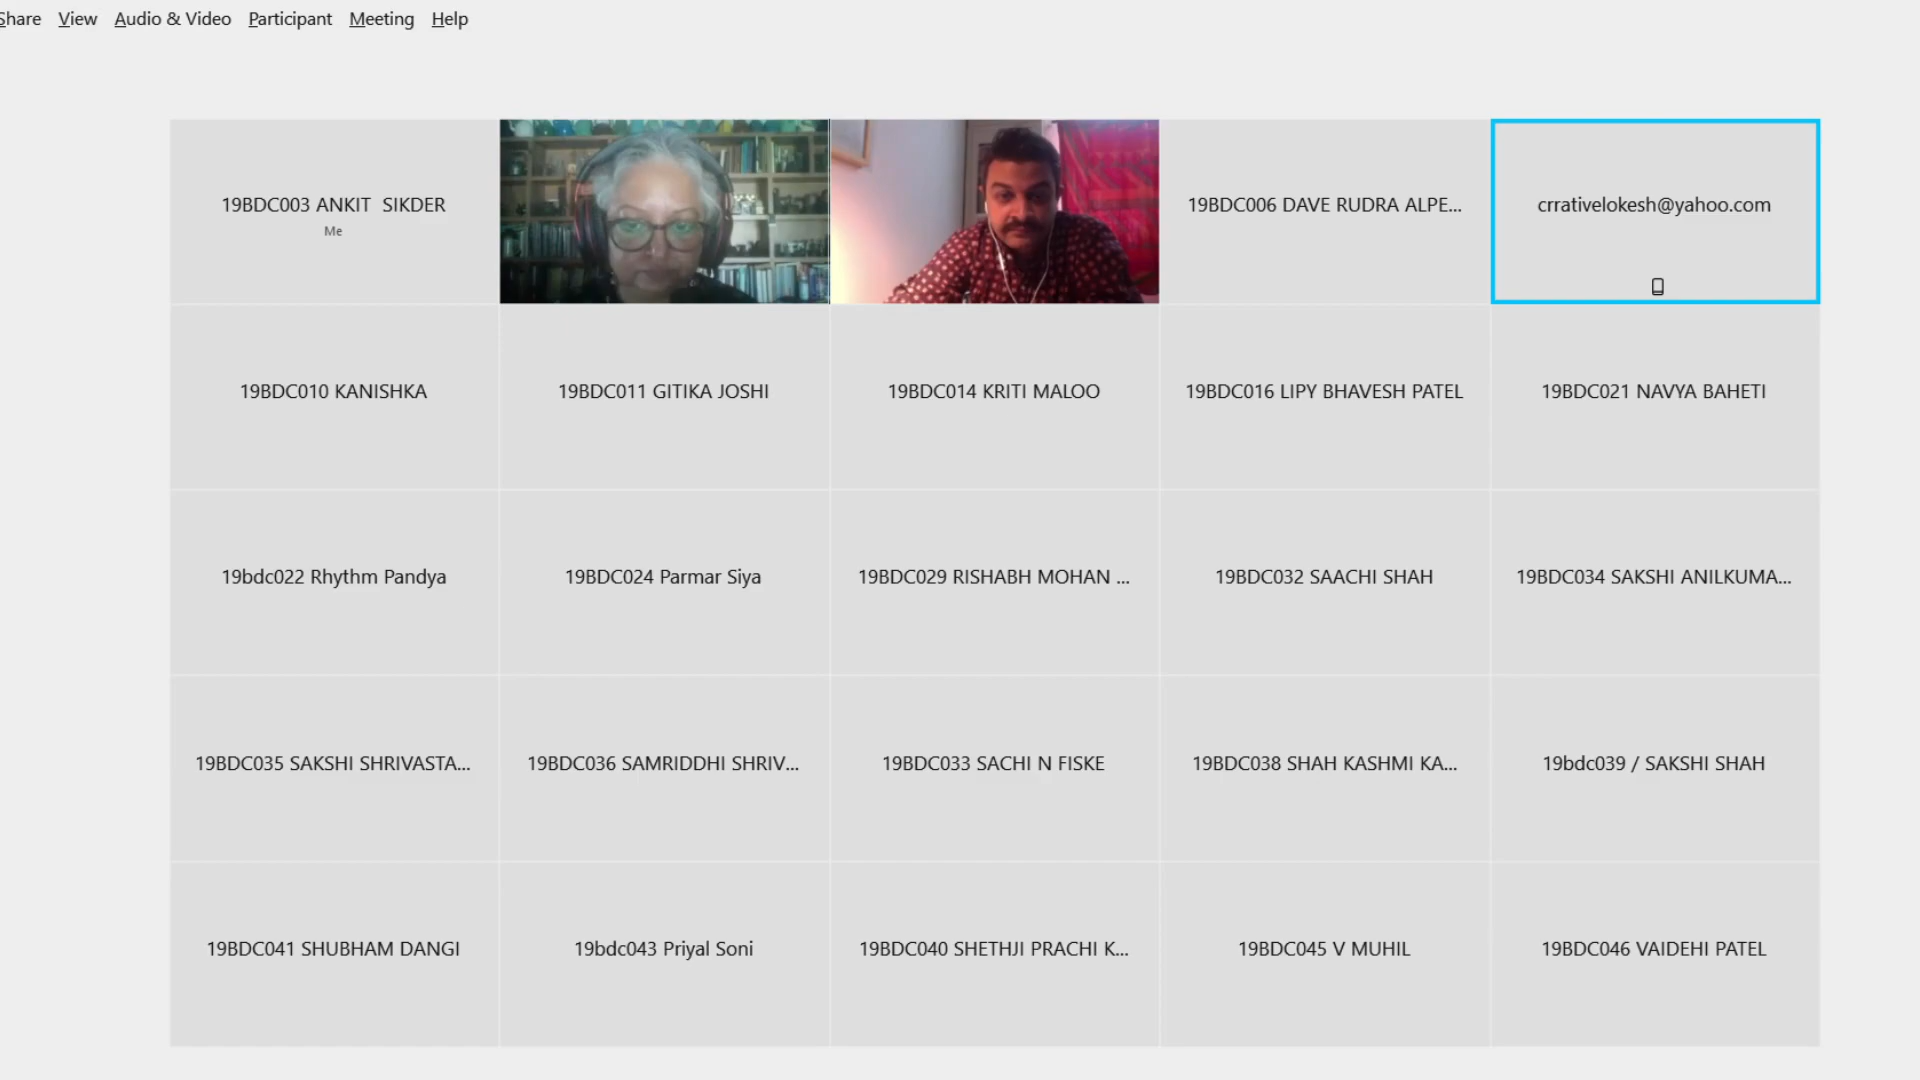 Share View Audio & Video Participant Meeting Help
19BDC003 ANKIT SIKDER
Me
19BDC006 DAVE RUDRA ALPE...
crrativelokesh@yahoo.com
19BDC010 KANISHKA
19BDC011 GITIKA JOSHI
19BDC014 KRITI MALOO
19BDC016 LIPY BHAVESH PATEL
19BDC021 NAVYA BAHETI
19bdc022 Rhythm Pandya
19BDC024 Parmar Siya
19BDC029 RISHABH MOHAN ...
19BDC032 SAACHI SHAH
19BDC034 SAKSHI ANILKUMA...
19BDC035 SAKSHI SHRIVASTA...
19BDC036 SAMRIDDHI SHRIV...
19BDC033 SACHI N FISKE
19BDC038 SHAH KASHMI KA...
19bdc039 / SAKSHI SHAH
19BDC041 SHUBHAM DANGI
19bdc043 Priyal Soni
19BDC040 SHETHJI PRACHI K...
19BDC045 V MUHIL
19BDC046 VAIDEHI PATEL